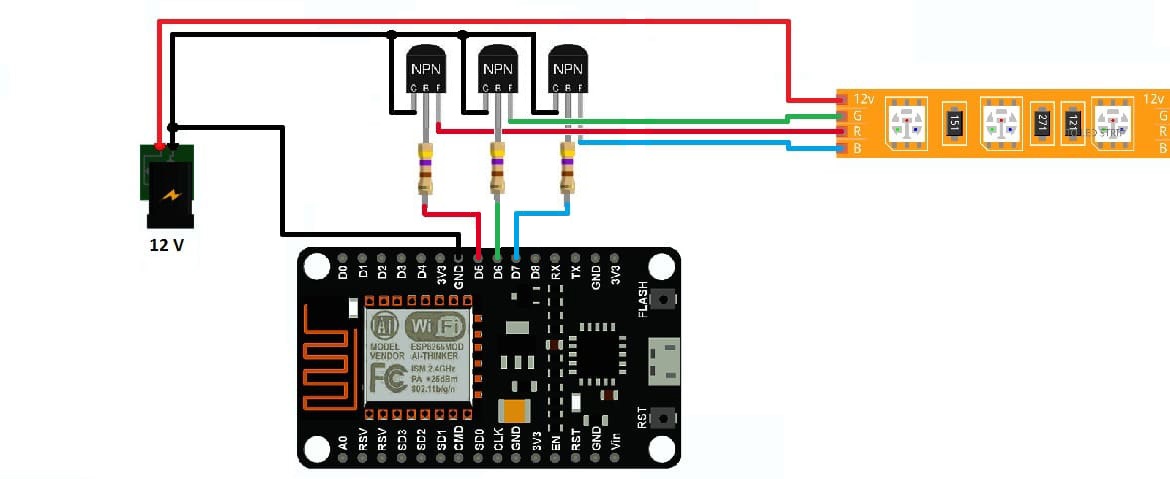 NPN
NPN
NPN
C B E
C B E
C B E
12v
G
R
B
151
271
121
LED STRIP
12v
G
R
B
12 V
D0
D1
D2
D3
D4
3V3
GND
D5
D6
D7
D8
RX
TX
GND
3V3
FLASH
AI
Wi Fi
MODEL ESP8266MOD
VENDOR AI-THINKER
FC
ISM 2.4GHz
PA +25dBm
802.11b/g/n
RST
A0
RSV
RSV
SD3
SD2
SD1
CMD
SD0
CLK
GND
3V3
EN
RST
GND
Vin